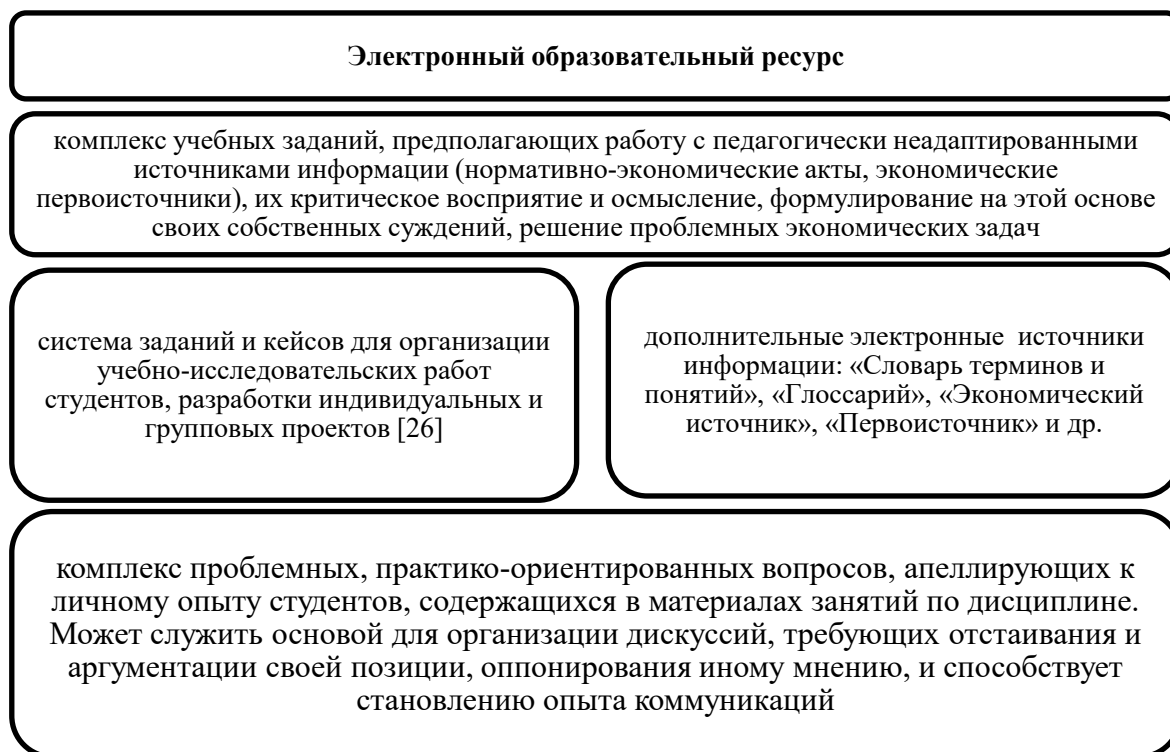 Электронный образовательный ресурс
комплекс учебных заданий, предполагающих работу с педагогически неадаптированными
источниками информации (нормативно-экономические акты, экономические
первоисточники), их критическое восприятие и осмысление, формулирование на этой основе
своих собственных суждений, решение проблемных экономических задач
система заданий и кейсов для организации
учебно-исследовательских работ
студентов, разработки индивидуальных и
групповых проектов [26]
дополнительные электронные источники
информации: «Словарь терминов и
понятий», «Глоссарий», «Экономический
источник», «Первоисточник» и др.
комплекс проблемных, практико-ориентированных вопросов, апеллирующих к
личному опыту студентов, содержащихся в материалах занятий по дисциплине.
Может служить основой для организации дискуссий, требующих отстаивания и
аргументации своей позиции, оппонирования иному мнению, и способствует
становлению опыта коммуникаций